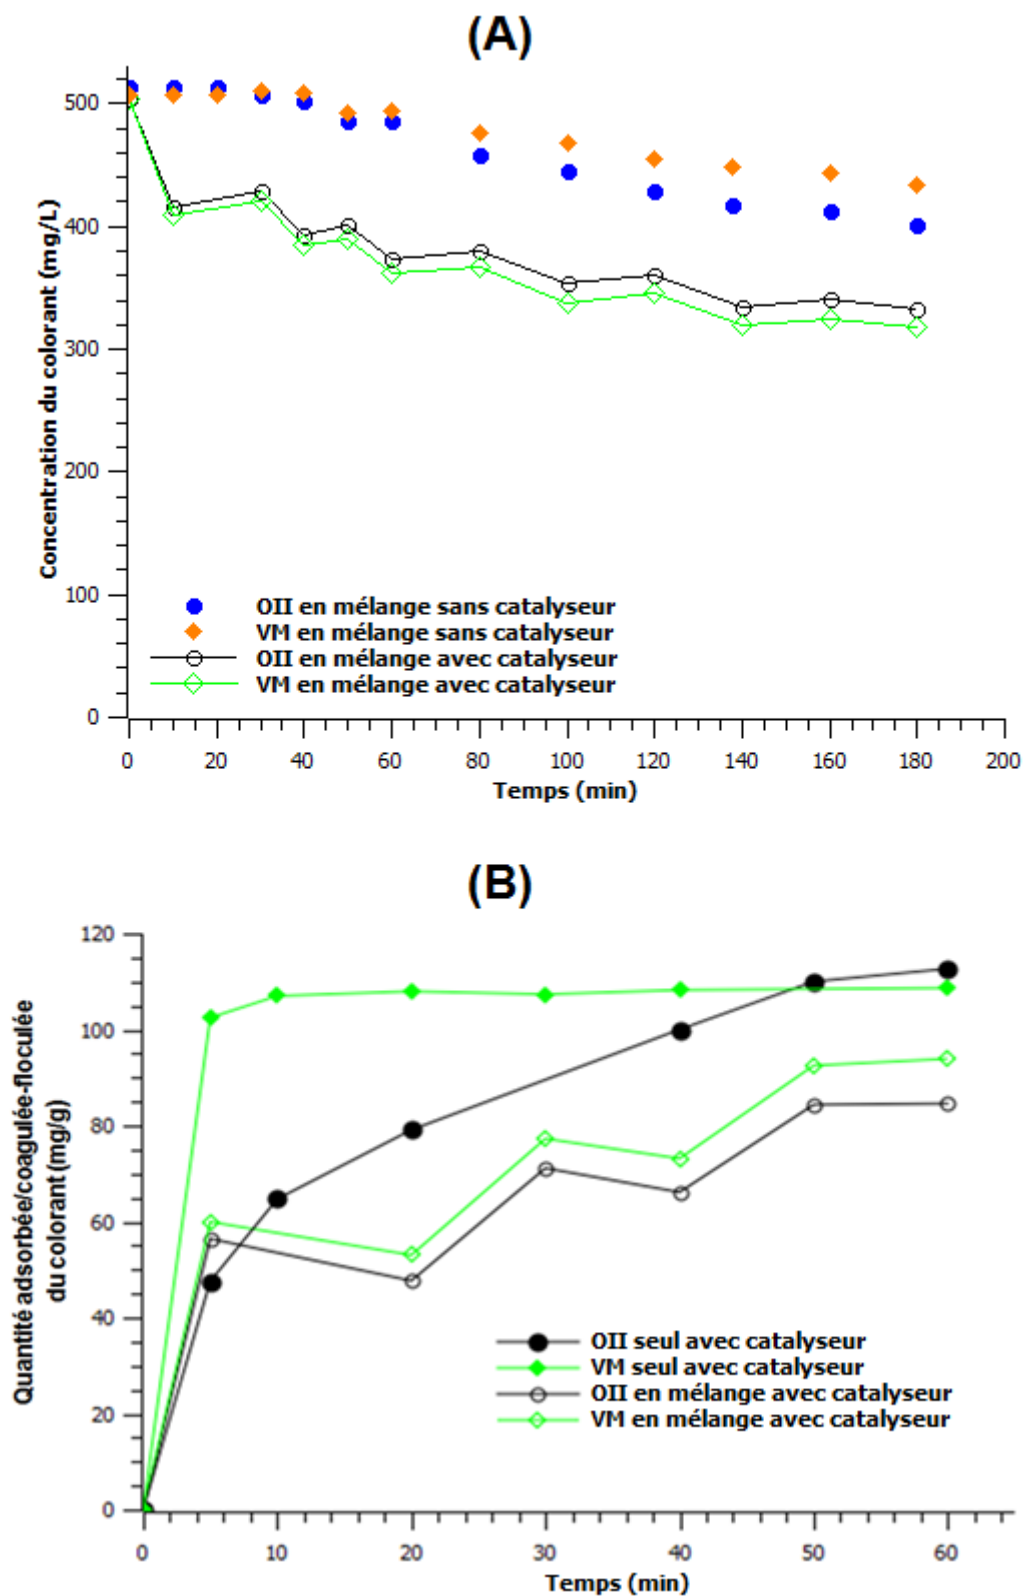 (A)
500
400
300
200
100
0
Concentration du colorant (mg/L)
OII en mélange sans catalyseur
VM en mélange sans catalyseur
OII en mélange avec catalyseur
VM en mélange avec catalyseur
0 20 40 60 80 100 120 140 160 180 200
Temps (min)
(B)
120
100
80
60
40
20
0
Quantité adsorbée/coagulée-floculée
du colorant (mg/g)
OII seul avec catalyseur
VM seul avec catalyseur
OII en mélange avec catalyseur
VM en mélange avec catalyseur
0 10 20 30 40 50 60
Temps (min)